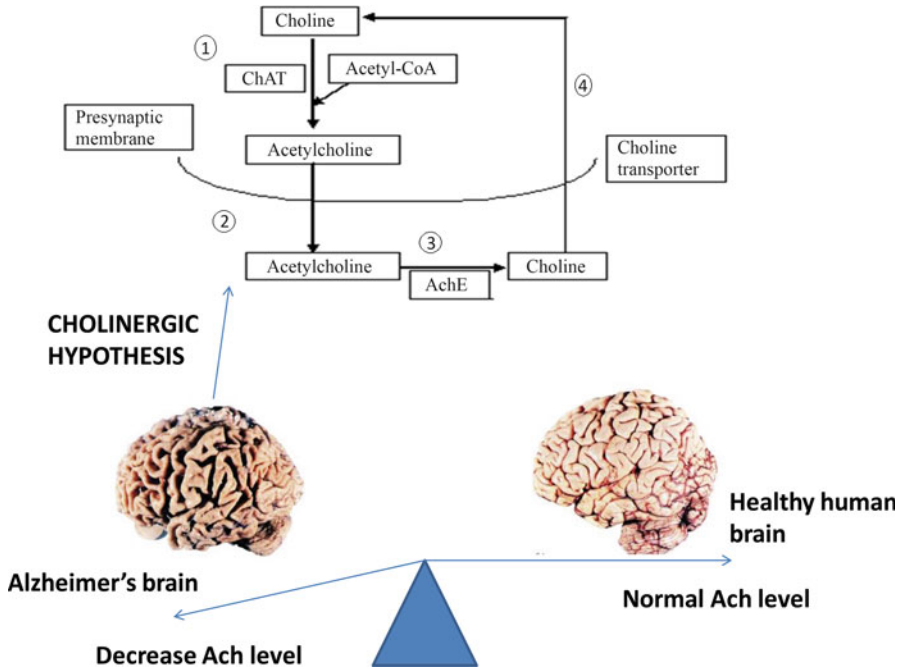 Choline
①
ChAT
Acetyl-CoA
④
Presynaptic
membrane
Acetylcholine
Choline
transporter
②
③
Acetylcholine
AchE
Choline
CHOLINERGIC
HYPOTHESIS
Healthy human
brain
Alzheimer's brain
Normal Ach level
Decrease Ach level